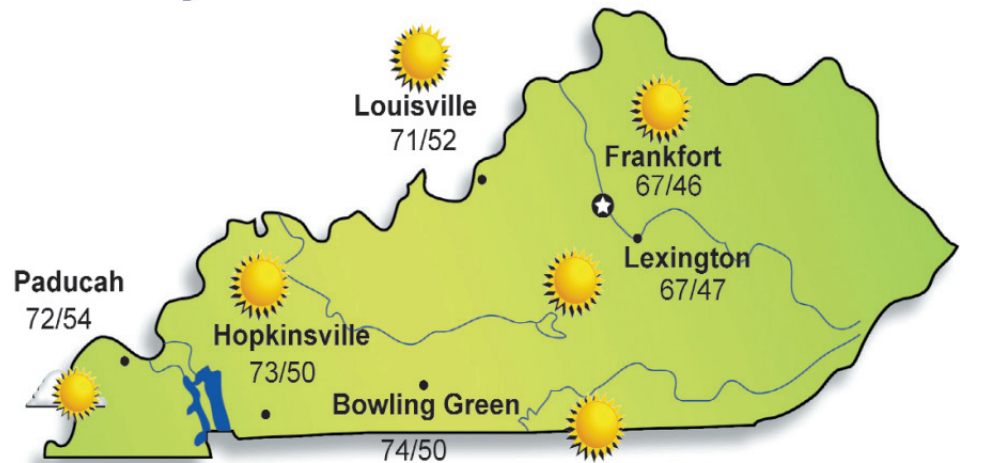 Louisville
71/52
Frankfort
67/46
Lexington
67/47
Paducah
72/54
Hopkinsville
73/50
Bowling Green
74/50